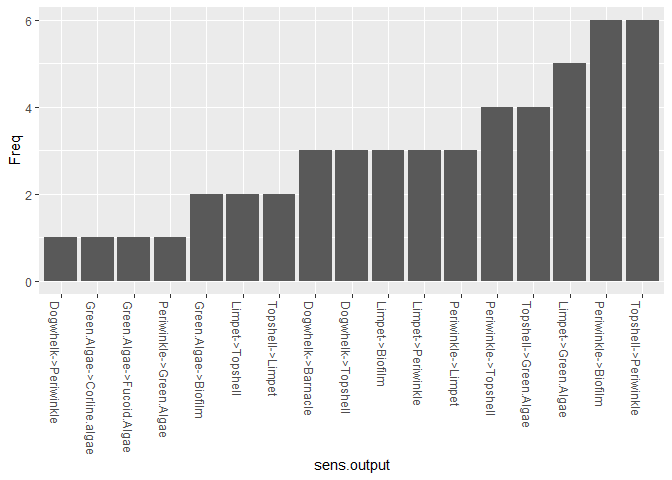 6
4
2
0
Freq
Dogwhelk->Periwinkle
Green.Algae->Corline.algae
Green.Algae->Fucoid.Algae
Periwinkle->Green.Algae
Green.Algae->Biofilm
Limpet->Topshell
Topshell->Limpet
Dogwhelk->Barnacle
Dogwhelk->Topshell
Limpet->Biofilm
Limpet->Periwinkle
Periwinkle->Limpet
Periwinkle->Topshell
Topshell->Green.Algae
Limpet->Green.Algae
Periwinkle->Biofilm
Topshell->Periwinkle
sens.output